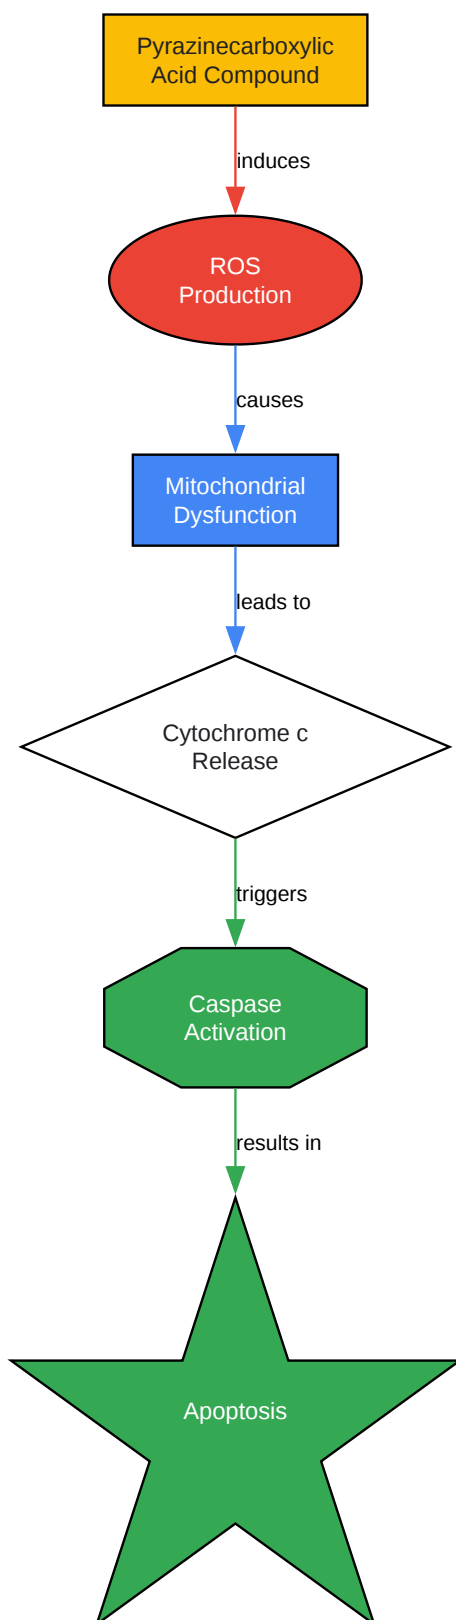 Pyrazinecarboxylic
Acid Compound
induces
ROS
Production
causes
Mitochondrial
Dysfunction
leads to
Cytochrome c
Release
triggers
Caspase
Activation
results in
Apoptosis